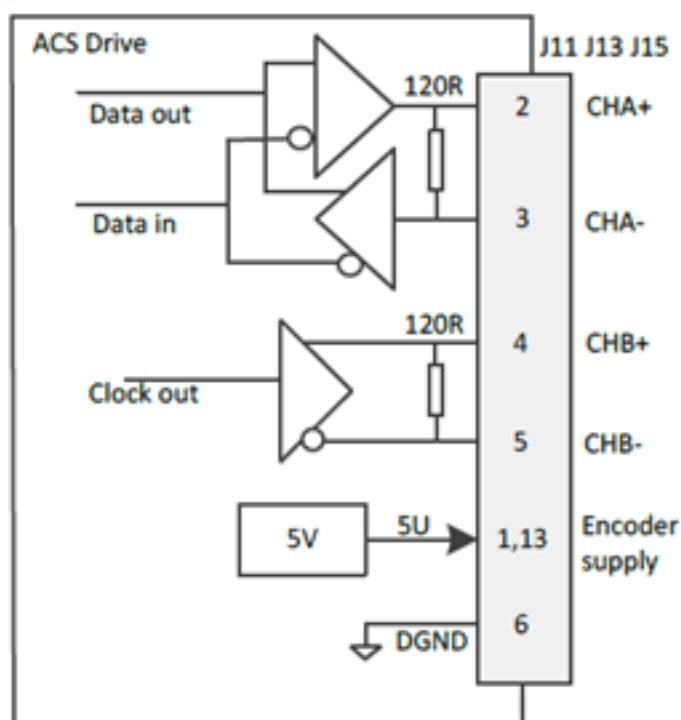 ACS Drive
J11 J13 J15
120R
2
CHA+
Data out
3
CHA-
Data in
120R
4
CHB+
Clock out
5
CHB-
5V
5U
1,13
Encoder
supply
6
DGND